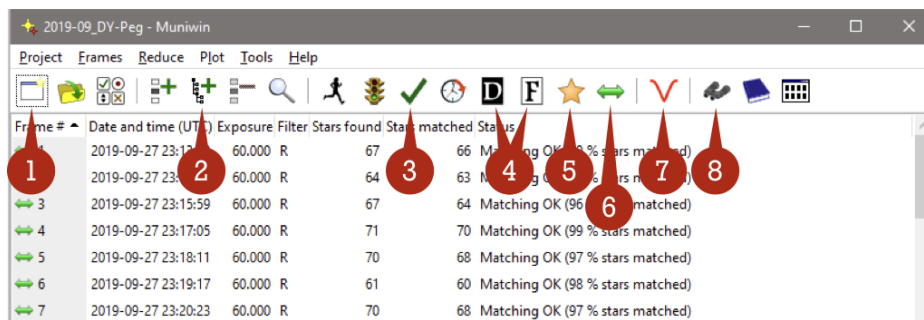 2019-09_DY-Peg - Muniwin
Project Frames Reduce Plot Tools Help
D F
Frame # Date and time (UTC) Exposure Filter Stars found Stars matched Status
1 2 3 4 5 6 7 8
2019-09-27 23:1 60.000 R 67 66 Matching OK % stars matched)
2019-09-27 23: 60.000 R 64 63 % stars matched)
3 2019-09-27 23:15:59 60.000 R 67 64 Matching OK (96 matched)
4 2019-09-27 23:17:05 60.000 R 71 70 Matching OK (99 % stars matched)
5 2019-09-27 23:18:11 60.000 R 70 68 Matching OK (97 % stars matched)
6 2019-09-27 23:19:17 60.000 R 61 60 Matching OK (98 % stars matched)
7 2019-09-27 23:20:23 60.000 R 70 68 Matching OK (97 % stars matched)